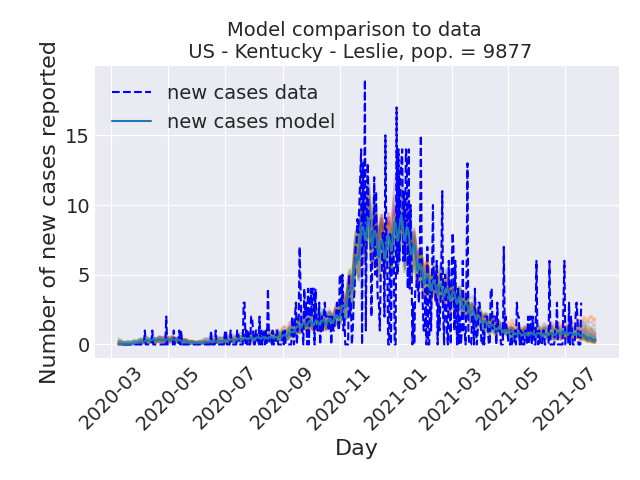 Model comparison to data
US - Kentucky - Leslie, pop. = 9877
Number of new cases reported
new cases data
new cases model
15
10
5
0
2020-03
2020-05
2020-07
2020-09
2020-11
2021-01
2021-03
2021-05
2021-07
Day